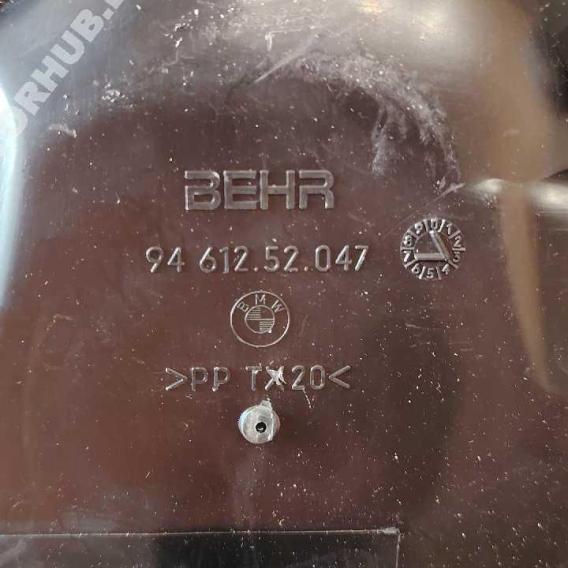 BEHR
94 612.52.047
BMW
>PP TX20<